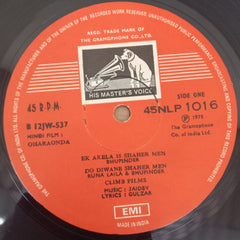 REGD. TRADE MARK OF
THE GRAMOPHONE CO., LTD.
HIS MASTER'S VOICE
45 R.P.M.
SIDE ONE
B 12JW-537
45NLP 1016
HINDI FILM :
GHARAONDA
℗ 1975
The Gramophone
Co. of India Ltd.
EK AKELA IS SHAHER MEN
BHUPINDER
DO DIWANE SHAHER MEN
RUNA LAILA & BHUPINDER
CLIMB FILMS
MUSIC : JAIDEV
LYRICS : GULZAR
EMI
MADE IN INDIA